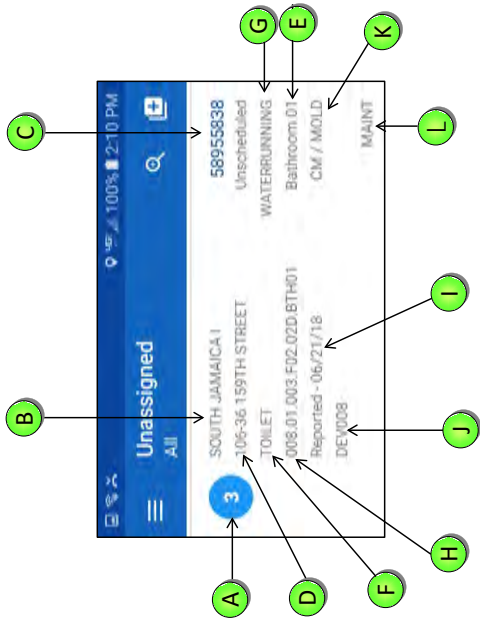 100% 2:10 PM
Unassigned
All
3
SOUTH JAMAICA I
58955838
106-36 159TH STREET
Unscheduled
TOILET
WATERRUNNING
008.01.003.F02.02D.BTH01
Bathroom 01
Reported - 06/21/18
CM / MOLD
DEV008
MAINT
A
B
C
D
E
F
G
H
I
J
K
L